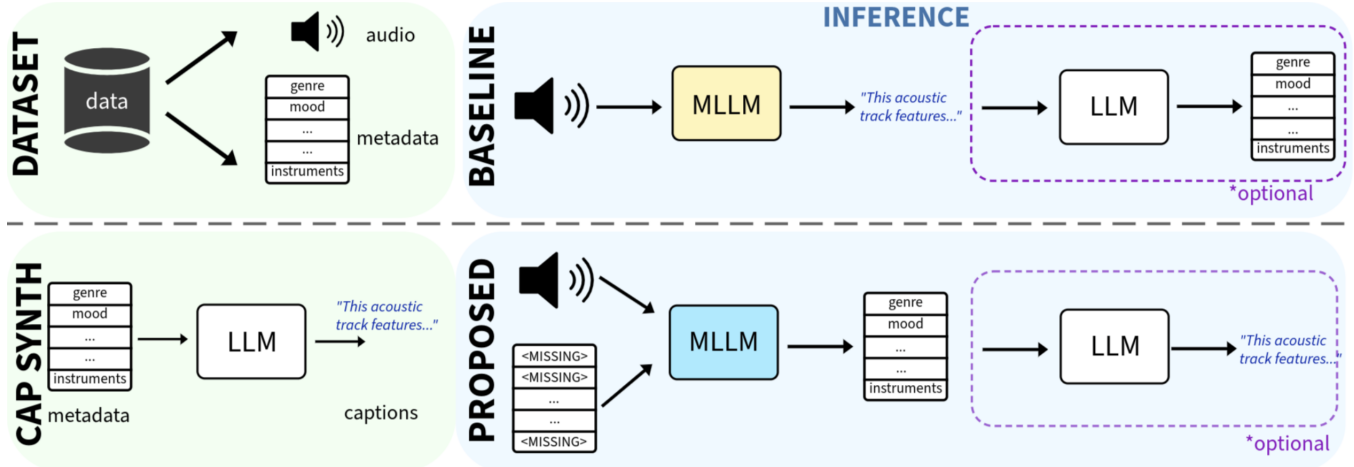 DATASET
data
audio
genre
mood
...
...
instruments
metadata
INFERENCE
BASELINE
MLLM
"This acoustic
track features..."
LLM
genre
mood
...
...
instruments
*optional
CAP SYNTH
genre
mood
...
...
instruments
metadata
LLM
"This acoustic
track features..."
captions
PROPOSED
<MISSING>
<MISSING>
...
...
<MISSING>
MLLM
genre
mood
...
...
instruments
LLM
"This acoustic
track features..."
*optional